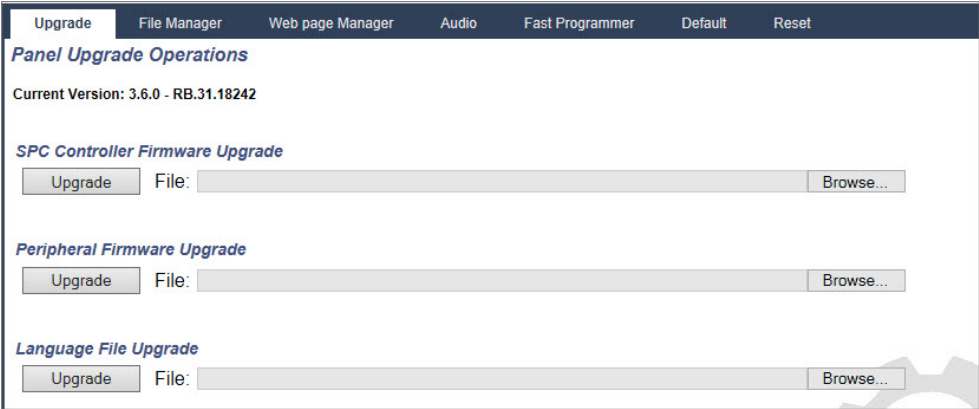 Upgrade File Manager Web page Manager Audio Fast Programmer Default Reset
Panel Upgrade Operations
Current Version: 3.6.0 - RB.31.18242
SPC Controller Firmware Upgrade
Upgrade File: Browse...
Peripheral Firmware Upgrade
Upgrade File: Browse...
Language File Upgrade
Upgrade File: Browse...